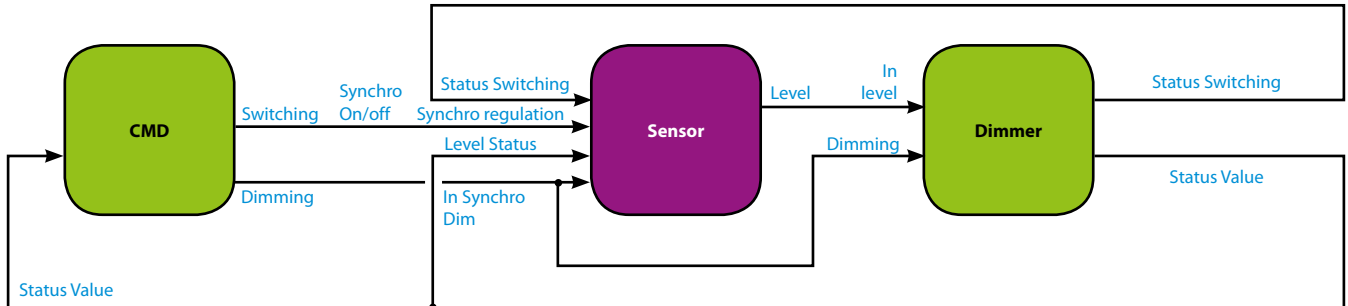 CMD
Switching
Synchro
On/off
Synchro regulation
Status Switching
Level Status
Dimming
In Synchro
Dim
Sensor
Level
In
level
Dimming
Dimmer
Status Switching
Status Value
Status Value